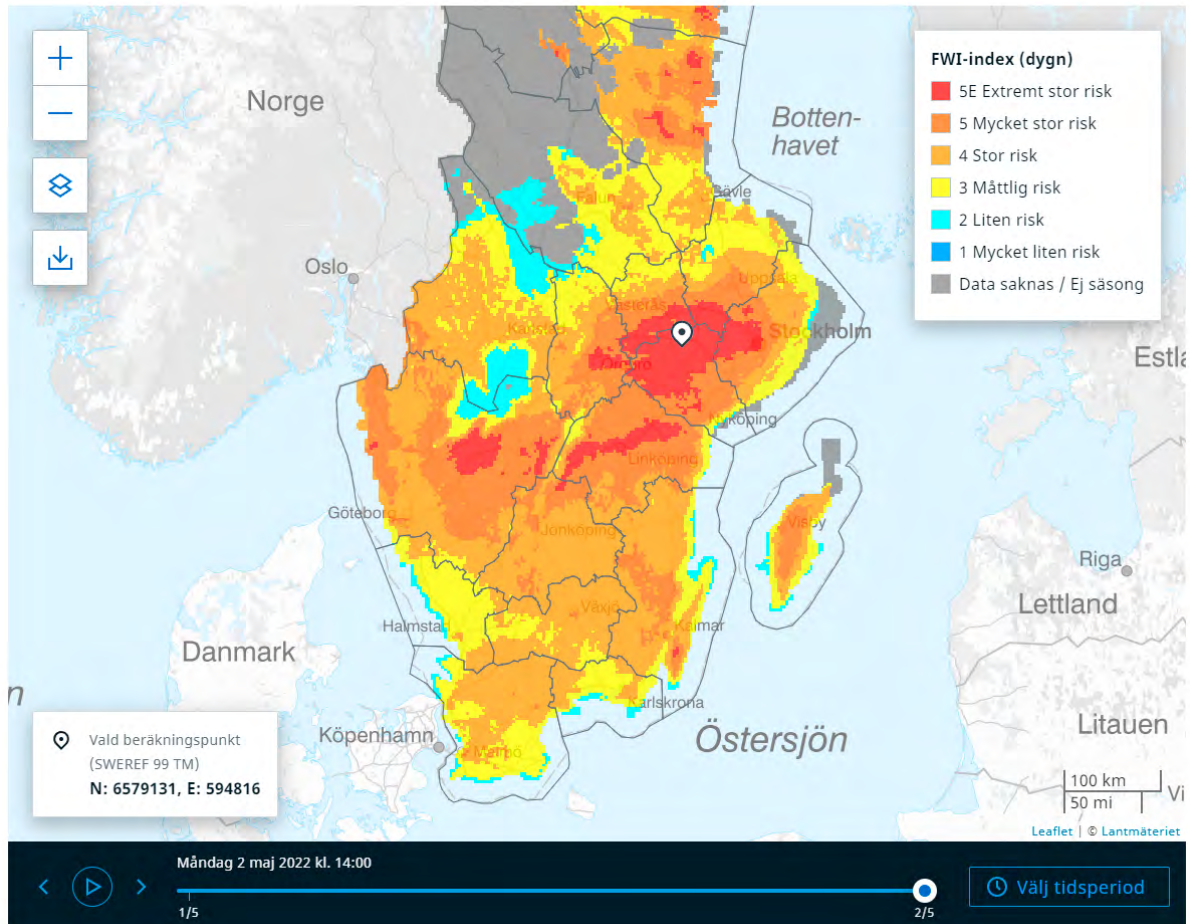 +
−
Norge
Botten-
havet
FWI-index (dygn)
5E Extremt stor risk
5 Mycket stor risk
4 Stor risk
3 Måttlig risk
2 Liten risk
1 Mycket liten risk
Data saknas / Ej säsong
Falun
Gävle
Oslo
Uppsala
Västerås
Karlstad
Stockholm
Örebro
Estla
Nyköping
Linköping
Göteborg
Jönköping
Visby
Riga
Växjö
Lettland
Halmstad
Kalmar
Danmark
Karlskrona
n
Litauen
Köpenhamn
Östersjön
Malmö
Vald beräkningspunkt
(SWEREF 99 TM)
N: 6579131, E: 594816
100 km
50 mi
Vi
Leaflet | © Lantmäteriet
Måndag 2 maj 2022 kl. 14:00
1/5
2/5
Välj tidsperiod